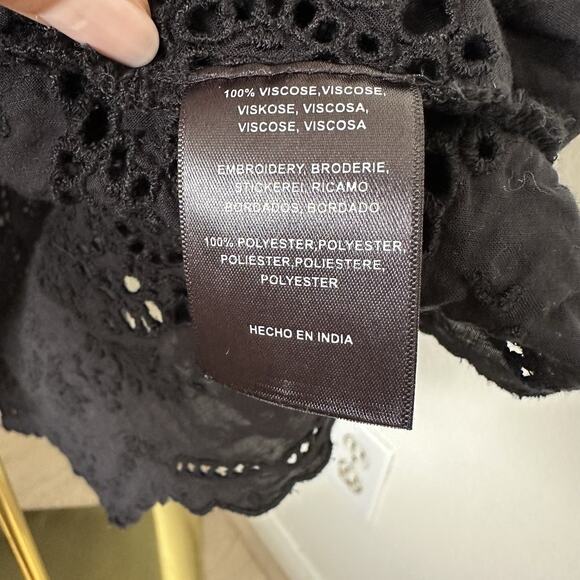 100% VISCOSE,VISCOSE,
VISKOSE, VISCOSA,
VISCOSE, VISCOSA
EMBROIDERY, BRODERIE,
STICKEREI, RICAMO
BORDADOS, BORDADO
100% POLYESTER,POLYESTER,
POLIESTER,POLIESTERE,
POLYESTER
HECHO EN INDIA